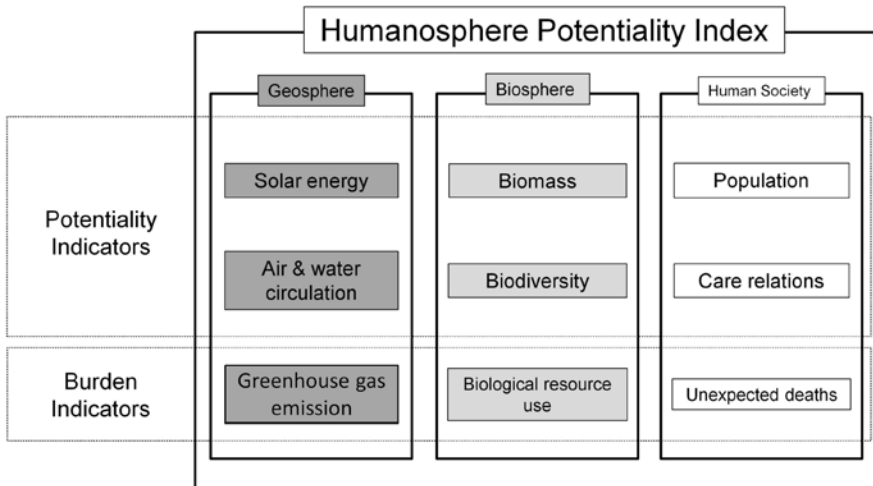 Humanosphere Potentiality Index
Geosphere
Biosphere
Human Society
Potentiality
Indicators
Solar energy
Biomass
Population
Air & water
circulation
Biodiversity
Care relations
Burden
Indicators
Greenhouse gas
emission
Biological resource
use
Unexpected deaths